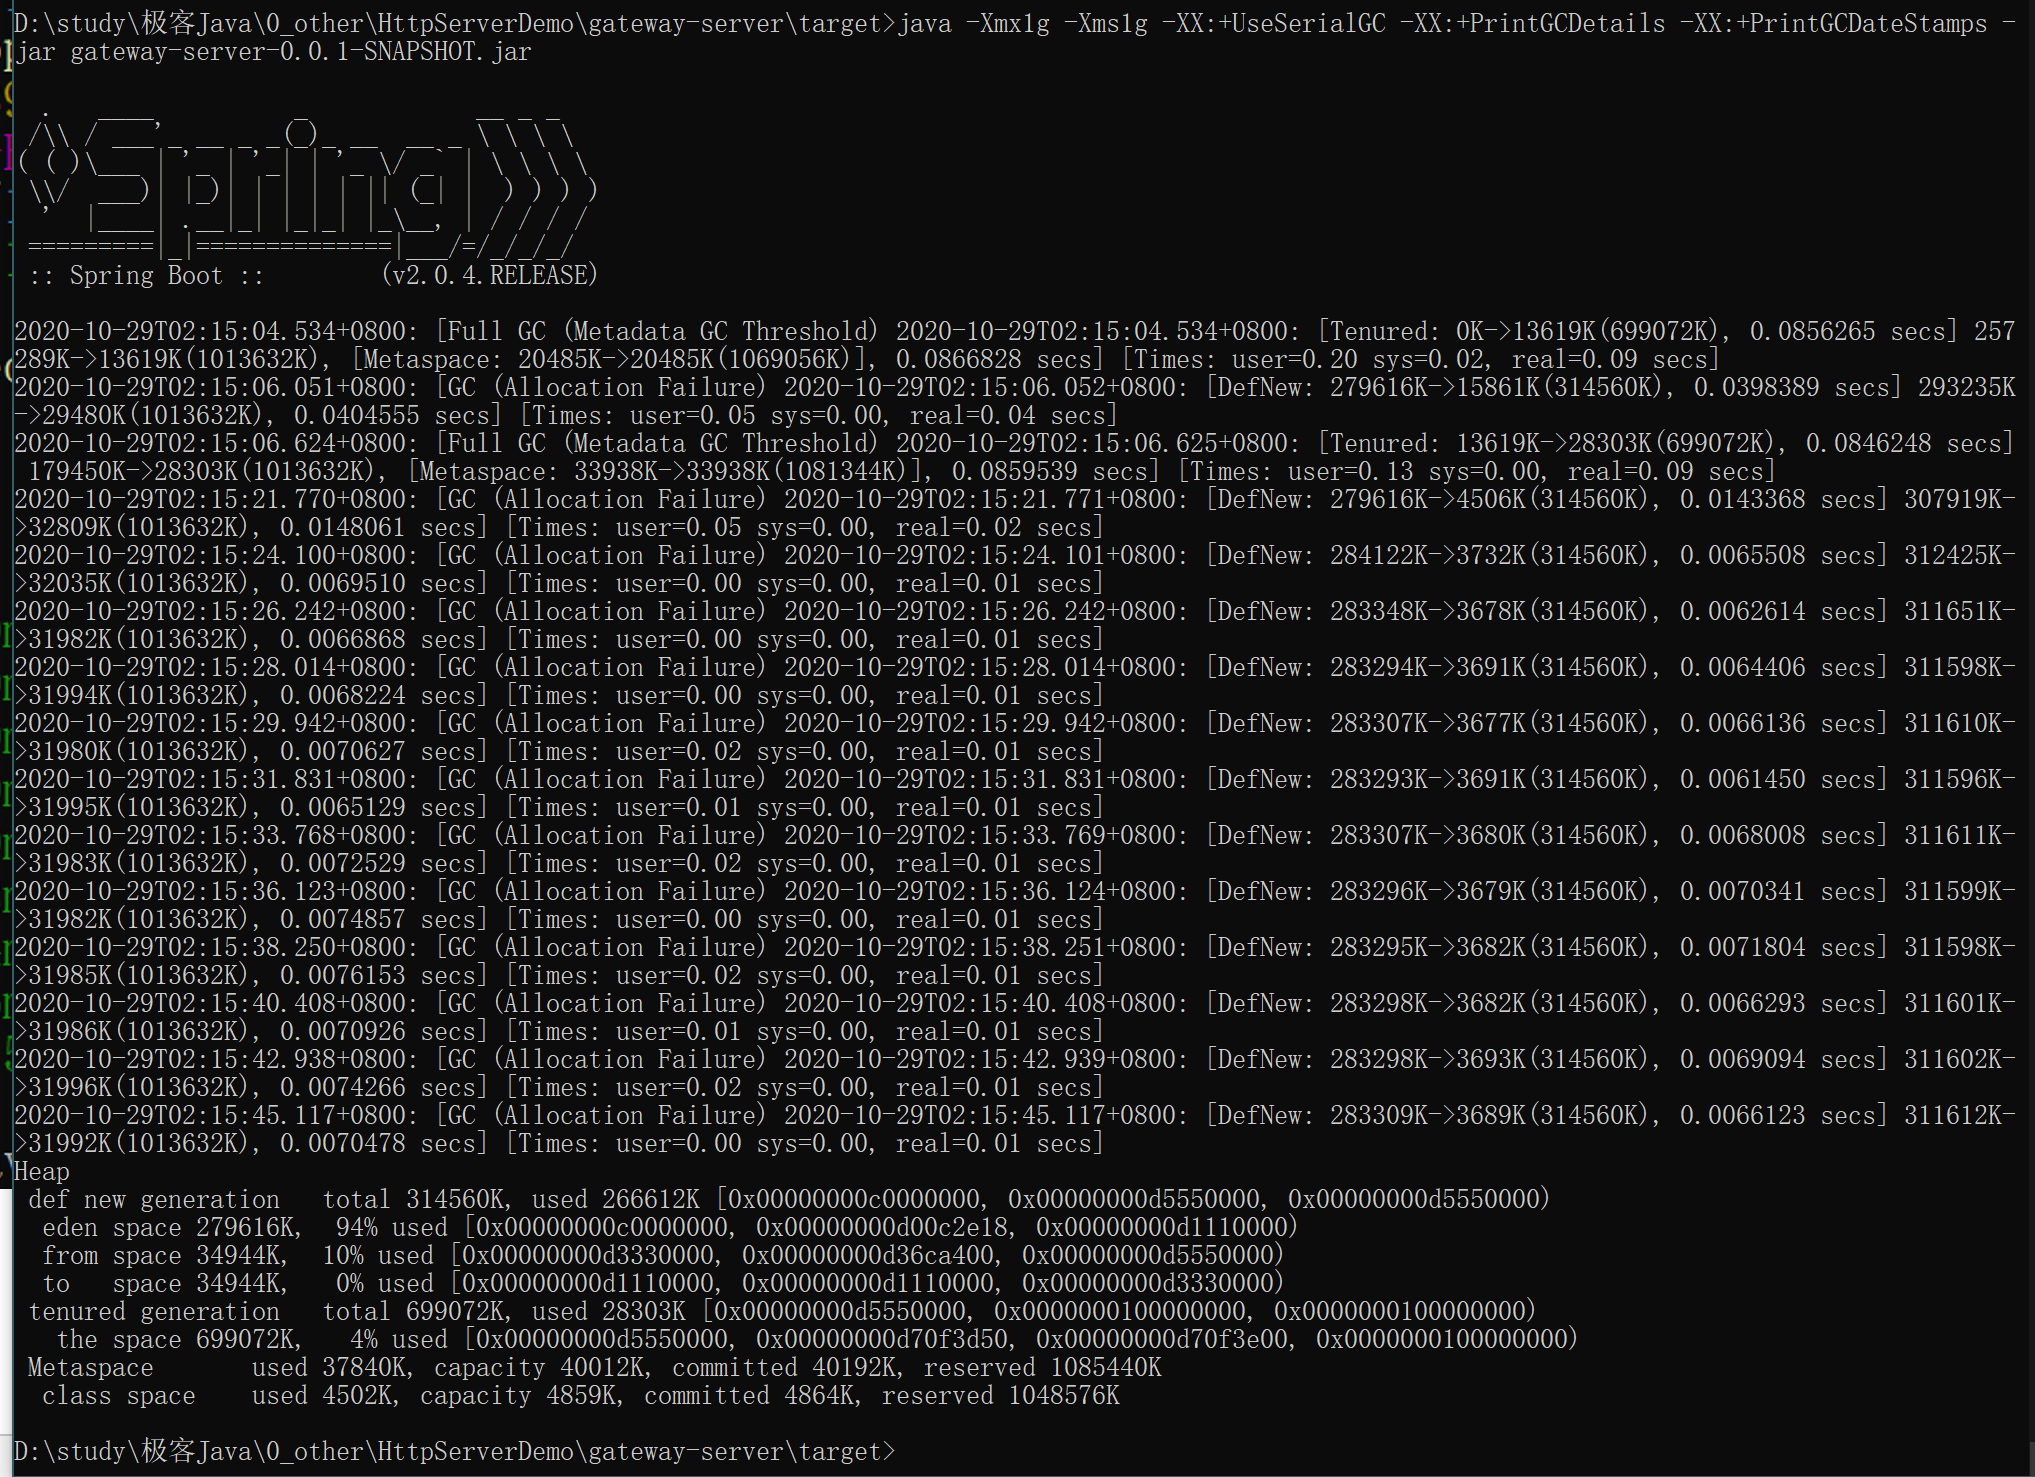 D:\study\极客Java\0_other\HttpServerDemo\gateway-server\target>java -Xmx1g -Xms1g -XX:+UseSerialGC -XX:+PrintGCDetails -XX:+PrintGCDateStamps -
jar gateway-server-0.0.1-SNAPSHOT.jar
  .   ____          _            __ _ _
 /\\ / ___'_ __ _ _(_)_ __  __ _ \ \ \ \
( ( )\___ | '_ | '_| | '_ \/ _` | \ \ \ \
 \\/  ___)| |_)| | | | | || (_| |  ) ) ) )
  '  |____| .__|_| |_|_| |_\__, | / / / /
 =========|_|==============|___/=/_/_/_/
 :: Spring Boot ::        (v2.0.4.RELEASE)
2020-10-29T02:15:04.534+0800: [Full GC (Metadata GC Threshold) 2020-10-29T02:15:04.534+0800: [Tenured: 0K->13619K(699072K), 0.0856265 secs] 257
289K->13619K(1013632K), [Metaspace: 20485K->20485K(1069056K)], 0.0866828 secs] [Times: user=0.20 sys=0.02, real=0.09 secs]
2020-10-29T02:15:06.051+0800: [GC (Allocation Failure) 2020-10-29T02:15:06.052+0800: [DefNew: 279616K->15861K(314560K), 0.0398389 secs] 293235K
->29480K(1013632K), 0.0404555 secs] [Times: user=0.05 sys=0.00, real=0.04 secs]
2020-10-29T02:15:06.624+0800: [Full GC (Metadata GC Threshold) 2020-10-29T02:15:06.625+0800: [Tenured: 13619K->28303K(699072K), 0.0846248 secs]
 179450K->28303K(1013632K), [Metaspace: 33938K->33938K(1081344K)], 0.0859539 secs] [Times: user=0.13 sys=0.00, real=0.09 secs]
2020-10-29T02:15:21.770+0800: [GC (Allocation Failure) 2020-10-29T02:15:21.771+0800: [DefNew: 279616K->4506K(314560K), 0.0143368 secs] 307919K-
>32809K(1013632K), 0.0148061 secs] [Times: user=0.05 sys=0.00, real=0.02 secs]
2020-10-29T02:15:24.100+0800: [GC (Allocation Failure) 2020-10-29T02:15:24.101+0800: [DefNew: 284122K->3732K(314560K), 0.0065508 secs] 312425K-
>32035K(1013632K), 0.0069510 secs] [Times: user=0.00 sys=0.00, real=0.01 secs]
2020-10-29T02:15:26.242+0800: [GC (Allocation Failure) 2020-10-29T02:15:26.242+0800: [DefNew: 283348K->3678K(314560K), 0.0062614 secs] 311651K-
>31982K(1013632K), 0.0066868 secs] [Times: user=0.00 sys=0.00, real=0.01 secs]
2020-10-29T02:15:28.014+0800: [GC (Allocation Failure) 2020-10-29T02:15:28.014+0800: [DefNew: 283294K->3691K(314560K), 0.0064406 secs] 311598K-
>31994K(1013632K), 0.0068224 secs] [Times: user=0.00 sys=0.00, real=0.01 secs]
2020-10-29T02:15:29.942+0800: [GC (Allocation Failure) 2020-10-29T02:15:29.942+0800: [DefNew: 283307K->3677K(314560K), 0.0066136 secs] 311610K-
>31980K(1013632K), 0.0070627 secs] [Times: user=0.02 sys=0.00, real=0.01 secs]
2020-10-29T02:15:31.831+0800: [GC (Allocation Failure) 2020-10-29T02:15:31.831+0800: [DefNew: 283293K->3691K(314560K), 0.0061450 secs] 311596K-
>31995K(1013632K), 0.0065129 secs] [Times: user=0.01 sys=0.00, real=0.01 secs]
2020-10-29T02:15:33.768+0800: [GC (Allocation Failure) 2020-10-29T02:15:33.769+0800: [DefNew: 283307K->3680K(314560K), 0.0068008 secs] 311611K-
>31983K(1013632K), 0.0072529 secs] [Times: user=0.02 sys=0.00, real=0.01 secs]
2020-10-29T02:15:36.123+0800: [GC (Allocation Failure) 2020-10-29T02:15:36.124+0800: [DefNew: 283296K->3679K(314560K), 0.0070341 secs] 311599K-
>31982K(1013632K), 0.0074857 secs] [Times: user=0.00 sys=0.00, real=0.01 secs]
2020-10-29T02:15:38.250+0800: [GC (Allocation Failure) 2020-10-29T02:15:38.251+0800: [DefNew: 283295K->3682K(314560K), 0.0071804 secs] 311598K-
>31985K(1013632K), 0.0076153 secs] [Times: user=0.02 sys=0.00, real=0.01 secs]
2020-10-29T02:15:40.408+0800: [GC (Allocation Failure) 2020-10-29T02:15:40.408+0800: [DefNew: 283298K->3682K(314560K), 0.0066293 secs] 311601K-
>31986K(1013632K), 0.0070926 secs] [Times: user=0.01 sys=0.00, real=0.01 secs]
2020-10-29T02:15:42.938+0800: [GC (Allocation Failure) 2020-10-29T02:15:42.939+0800: [DefNew: 283298K->3693K(314560K), 0.0069094 secs] 311602K-
>31996K(1013632K), 0.0074266 secs] [Times: user=0.02 sys=0.00, real=0.01 secs]
2020-10-29T02:15:45.117+0800: [GC (Allocation Failure) 2020-10-29T02:15:45.117+0800: [DefNew: 283309K->3689K(314560K), 0.0066123 secs] 311612K-
>31992K(1013632K), 0.0070478 secs] [Times: user=0.00 sys=0.00, real=0.01 secs]
Heap
 def new generation   total 314560K, used 266612K [0x00000000c0000000, 0x00000000d5550000, 0x00000000d5550000)
  eden space 279616K,  94% used [0x00000000c0000000, 0x00000000d00c2e18, 0x00000000d1110000)
  from space 34944K,  10% used [0x00000000d3330000, 0x00000000d36ca400, 0x00000000d5550000)
  to   space 34944K,   0% used [0x00000000d1110000, 0x00000000d1110000, 0x00000000d3330000)
 tenured generation   total 699072K, used 28303K [0x00000000d5550000, 0x0000000100000000, 0x0000000100000000)
   the space 699072K,   4% used [0x00000000d5550000, 0x00000000d70f3d50, 0x00000000d70f3e00, 0x0000000100000000)
 Metaspace       used 37840K, capacity 40012K, committed 40192K, reserved 1085440K
  class space    used 4502K, capacity 4859K, committed 4864K, reserved 1048576K
D:\study\极客Java\0_other\HttpServerDemo\gateway-server\target>